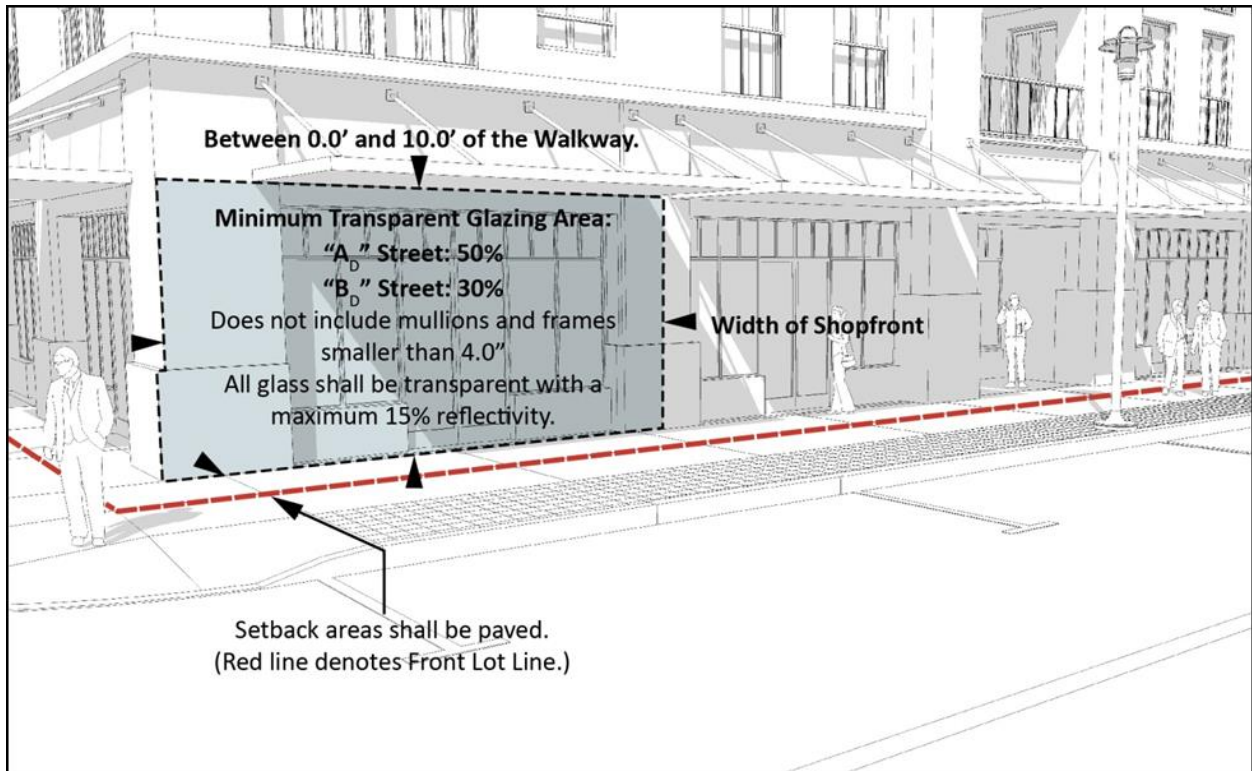 Between 0.0' and 10.0' of the Walkway.
Minimum Transparent Glazing Area:
“A_D” Street: 50%
“B_D” Street: 30%
Does not include mullions and frames
smaller than 4.0”
All glass shall be transparent with a
maximum 15% reflectivity.
Width of Shopfront
Setback areas shall be paved.
(Red line denotes Front Lot Line.)